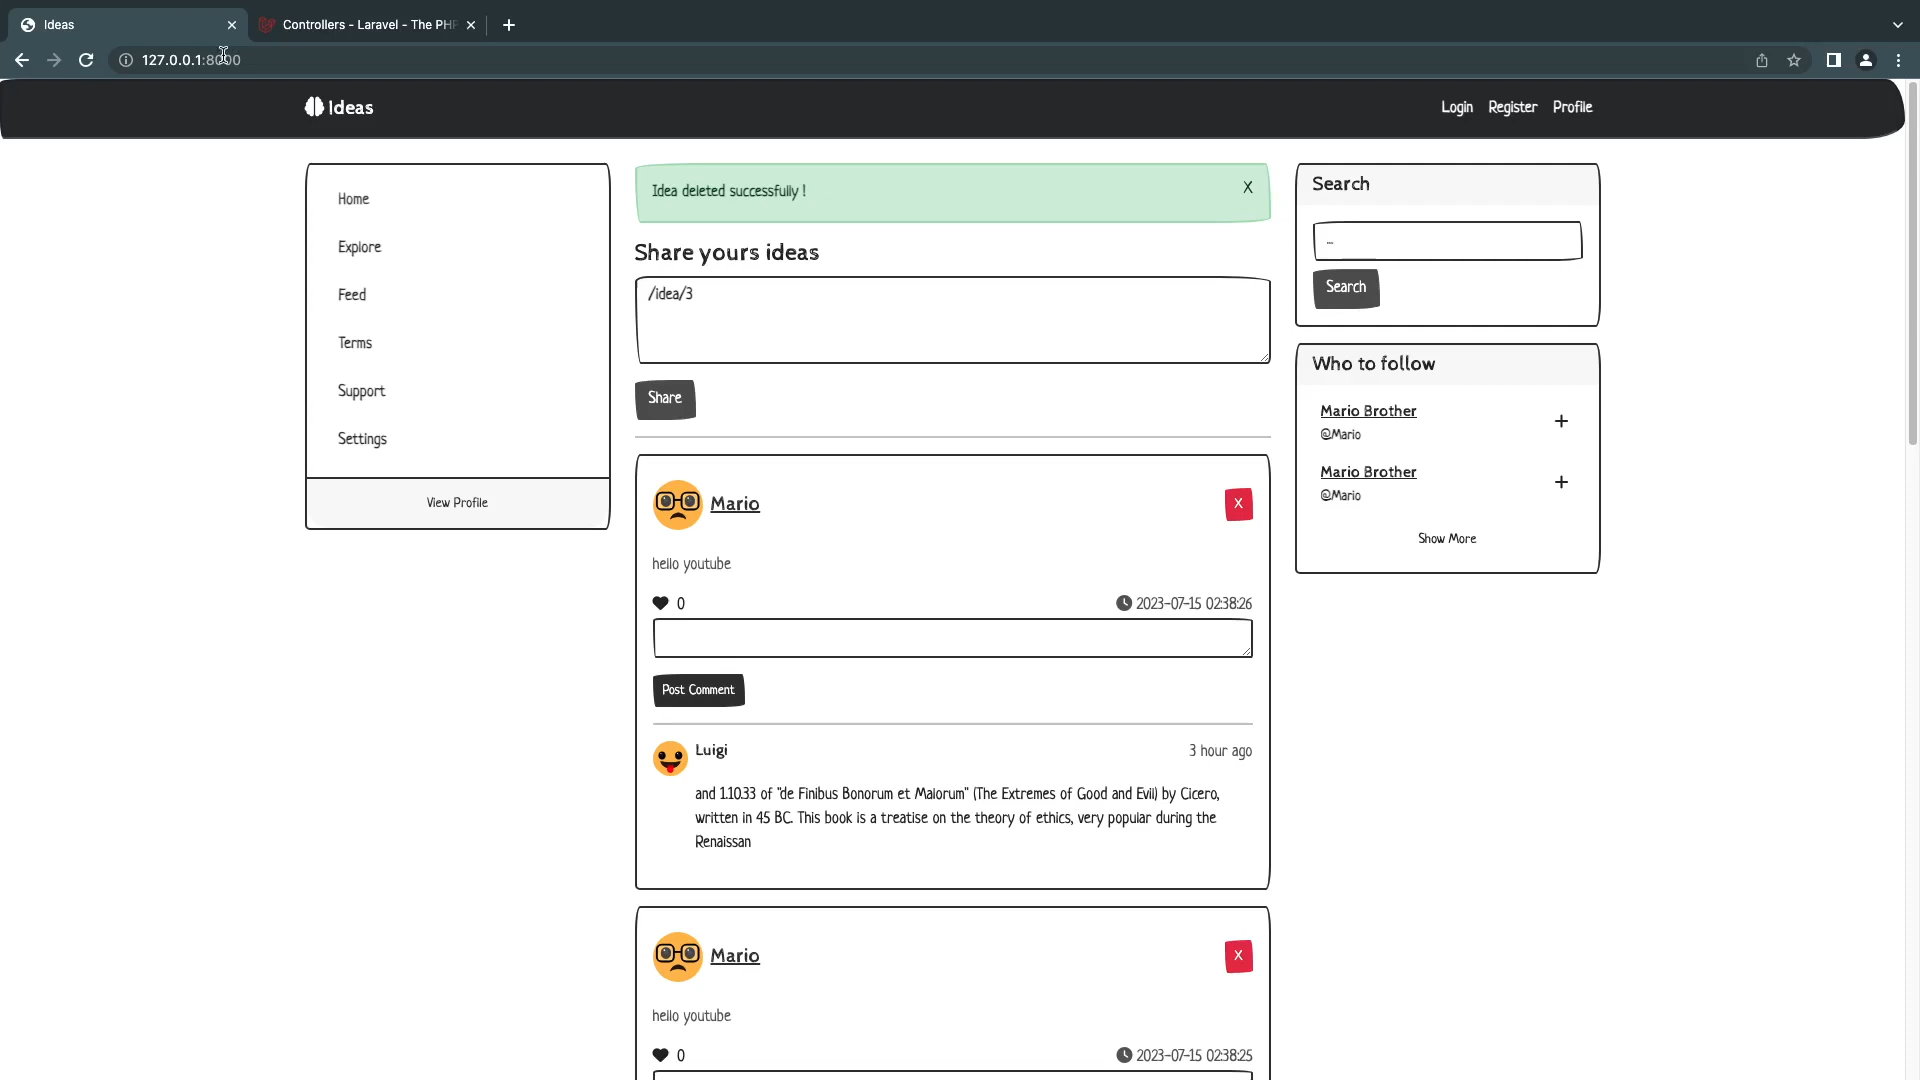 Ideas
Controllers - Laravel - The PHP
127.0.0.1:8000
Ideas
Login
Register
Profile
Home
Explore
Feed
Terms
Support
Settings
View Profile
Idea deleted successfully !
X
Share yours ideas
/idea/3
Share
Mario
X
hello youtube
0
2023-07-15 02:38:26
Post Comment
Luigi
3 hour ago
and 1.10.33 of "de Finibus Bonorum et Malorum" (The Extremes of Good and Evil) by Cicero,
written in 45 BC. This book is a treatise on the theory of ethics, very popular during the
Renaissan
Mario
X
hello youtube
0
2023-07-15 02:38:25
Search
...
Search
Who to follow
Mario Brother
@Mario
Mario Brother
@Mario
Show More